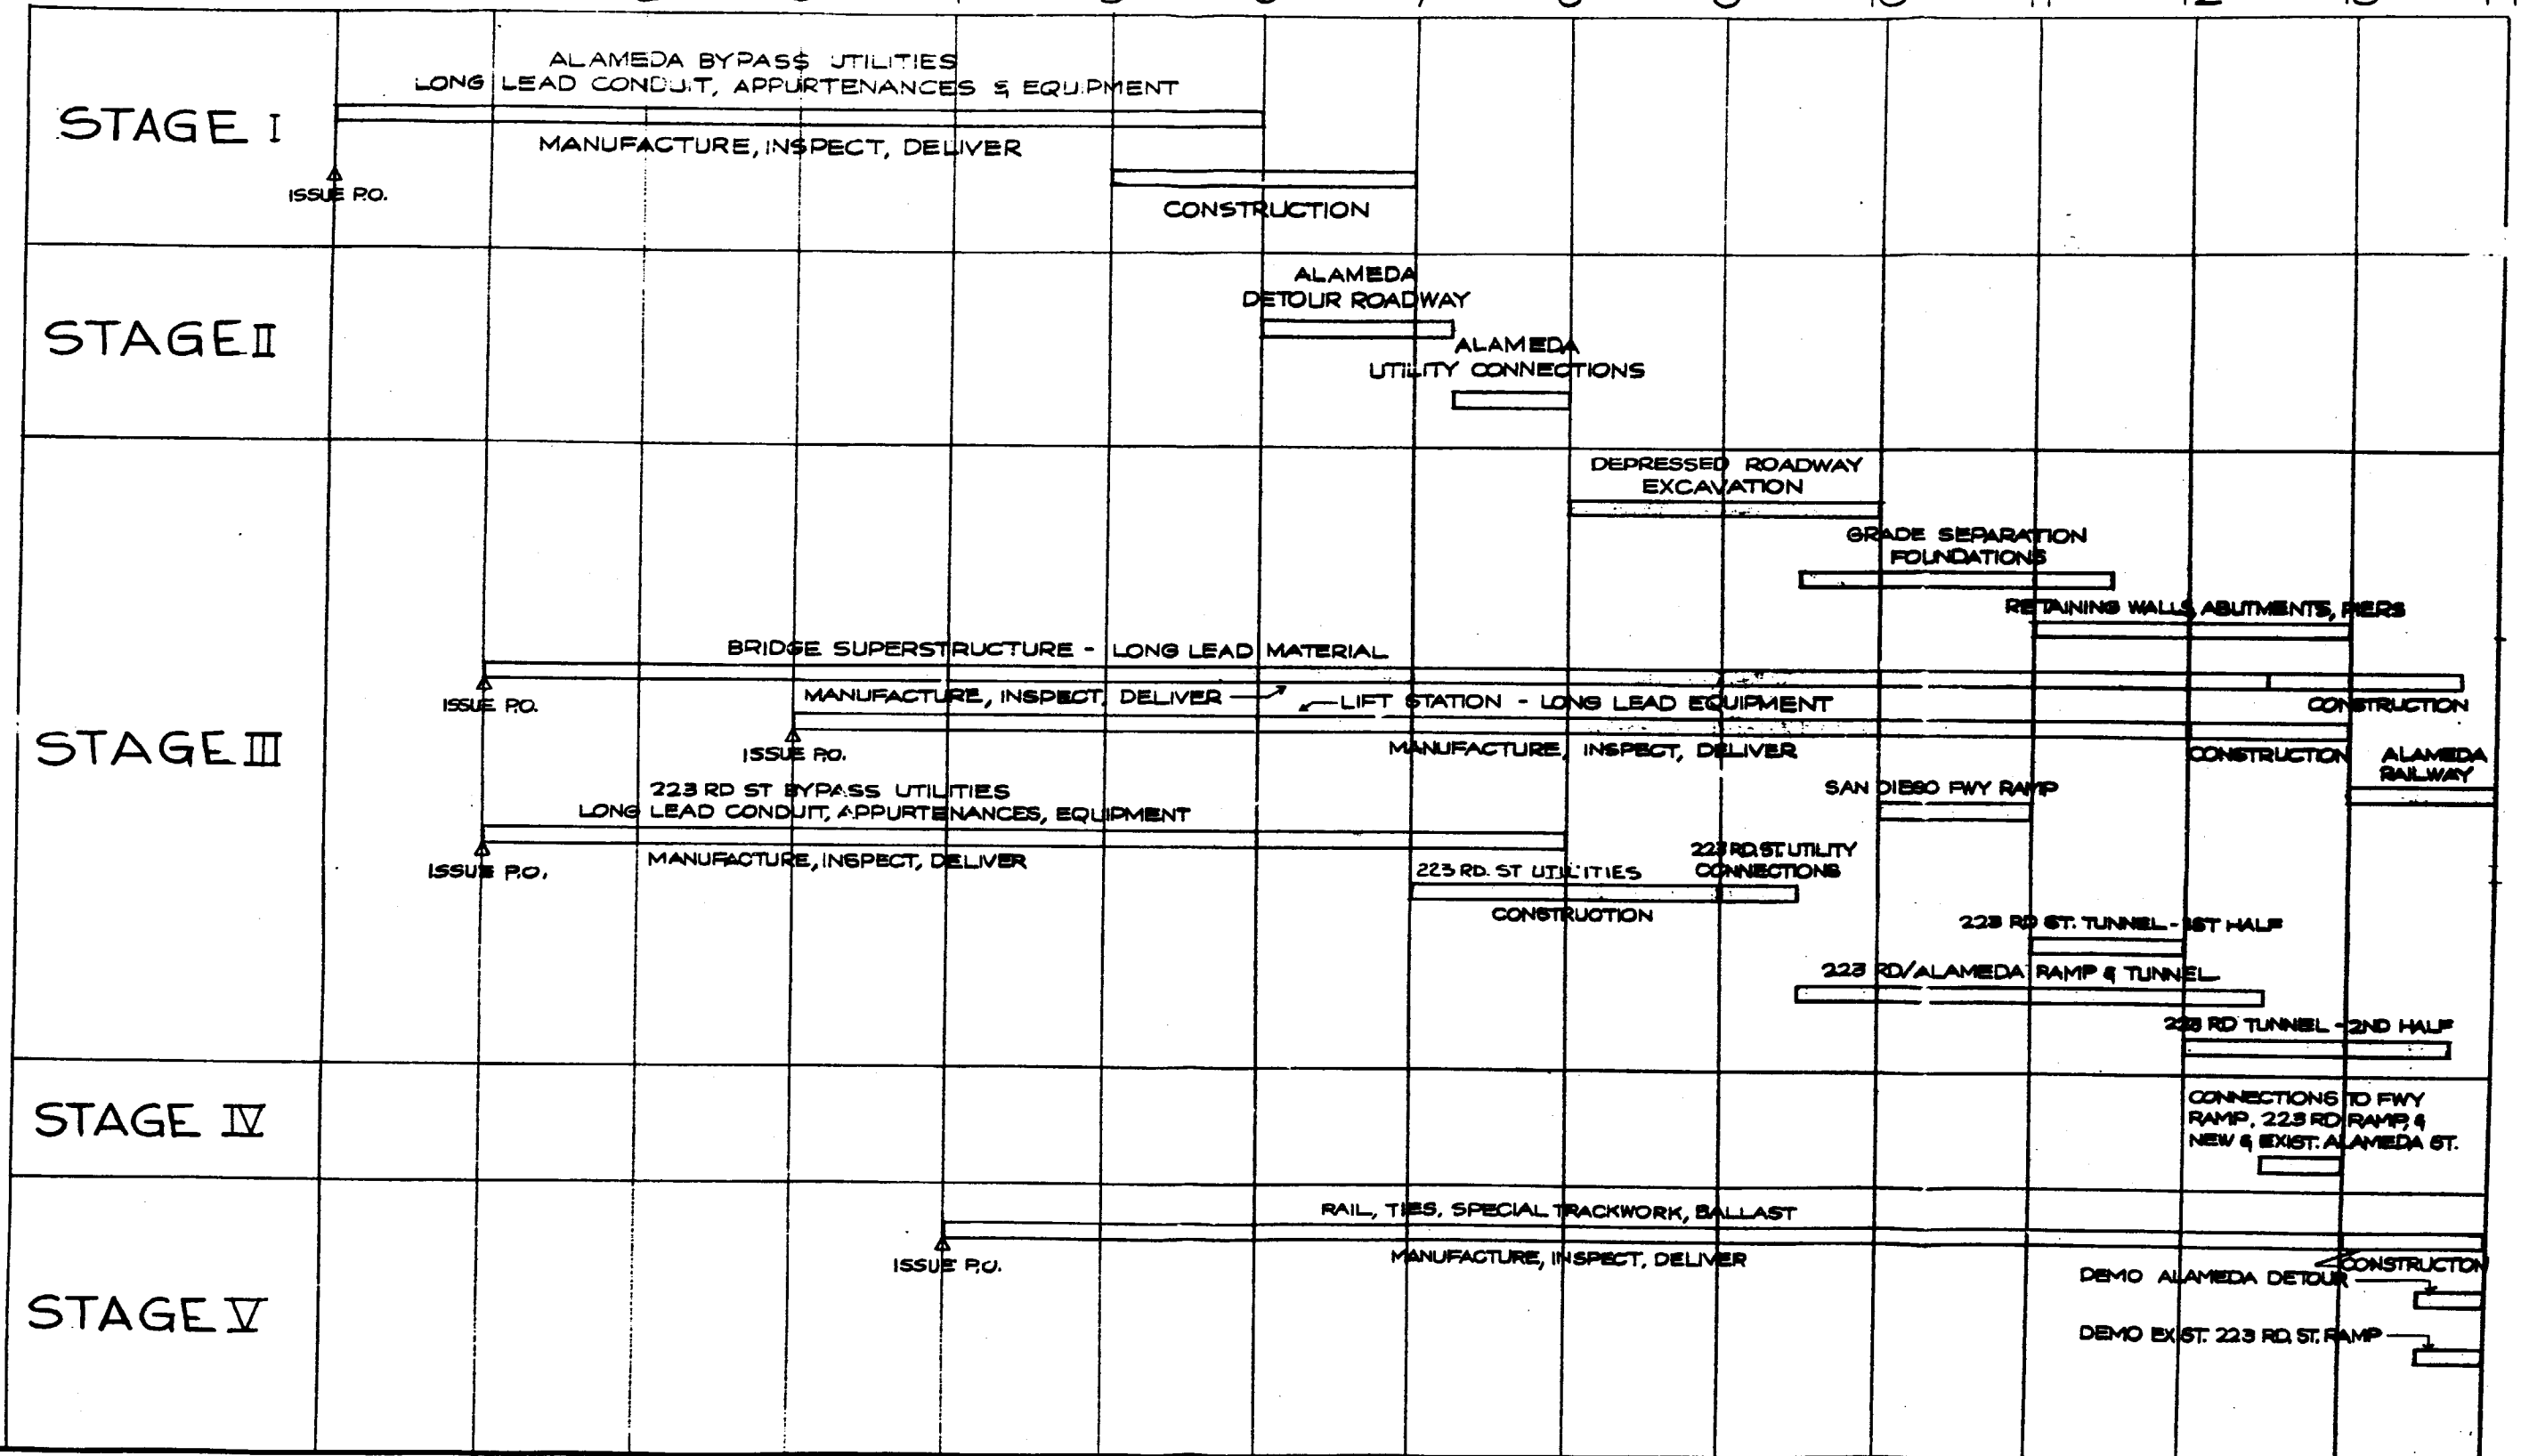 10 11 12
STAGE I
ALAMEDA BYPASS UTILITIES
LONG LEAD CONDUIT, APPURTENANCES & EQUIPMENT
MANUFACTURE, INSPECT, DELIVER
ISSUE P.O.
CONSTRUCTION
STAGE II
ALAMEDA
DETOUR ROADWAY
ALAMEDA
UTILITY CONNECTIONS
STAGE III
DEPRESSED ROADWAY
EXCAVATION
GRADE SEPARATION
FOUNDATIONS
RETAINING WALLS, ABUTMENTS, PIERS
BRIDGE SUPERSTRUCTURE - LONG LEAD MATERIAL
MANUFACTURE, INSPECT, DELIVER
ISSUE P.O.
CONSTRUCTION
LIFT STATION - LONG LEAD EQUIPMENT
ISSUE P.O.
MANUFACTURE, INSPECT, DELIVER
CONSTRUCTION
ALAMEDA
RAILWAY
223 RD ST BYPASS UTILITIES
LONG LEAD CONDUIT, APPURTENANCES, EQUIPMENT
SAN DIEGO FWY RAMP
ISSUE P.O.
MANUFACTURE, INSPECT, DELIVER
223 RD. ST UTILITIES
CONSTRUCTION
223 RD. ST. UTILITY
CONNECTIONS
223 RD ST. TUNNEL - 1ST HALF
223 RD/ALAMEDA RAMP & TUNNEL
223 RD TUNNEL - 2ND HALF
STAGE IV
CONNECTIONS TO FWY
RAMP, 223 RD RAMP, &
NEW & EXIST. ALAMEDA ST.
STAGE V
RAIL, TIES, SPECIAL TRACKWORK, BALLAST
ISSUE P.O.
MANUFACTURE, INSPECT, DELIVER
CONSTRUCTION
DEMO ALAMEDA DETOUR
DEMO EXIST. 223 RD. ST. RAMP